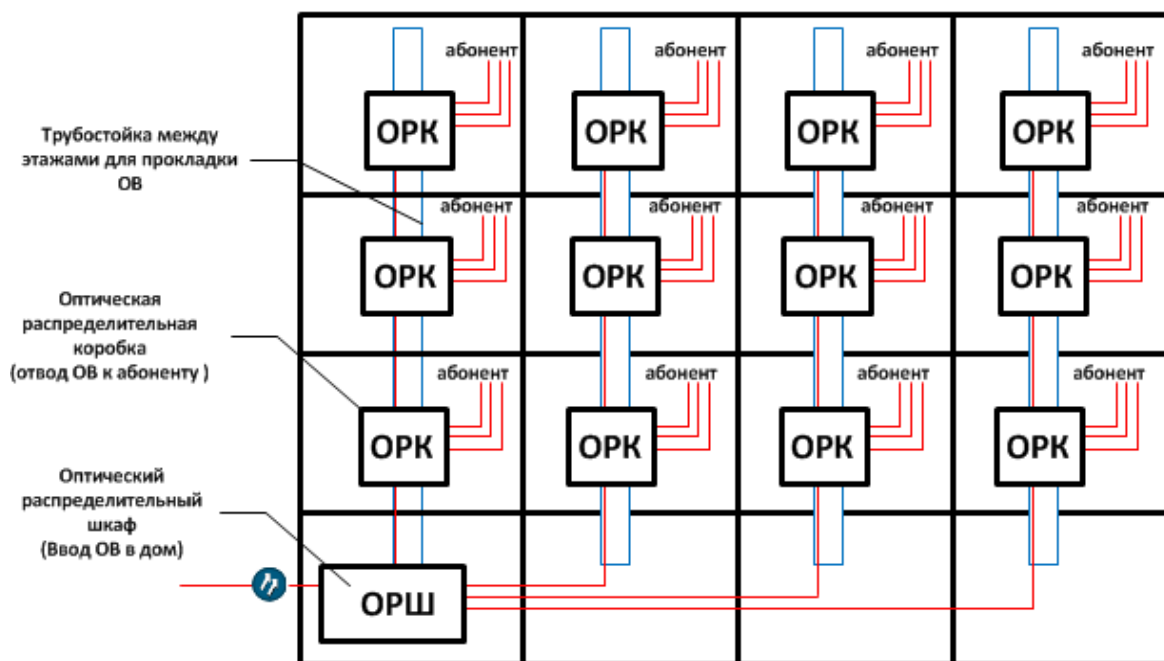 абонент абонент абонент абонент
ОРК ОРК ОРК ОРК
Трубостойка между
этажами для прокладки
ОВ
абонент абонент абонент абонент
ОРК ОРК ОРК ОРК
Оптическая
распределительная
коробка
(отвод ОВ к абоненту )
абонент абонент абонент абонент
ОРК ОРК ОРК ОРК
Оптический
распределительный
шкаф
(Ввод ОВ в дом)
ОРШ